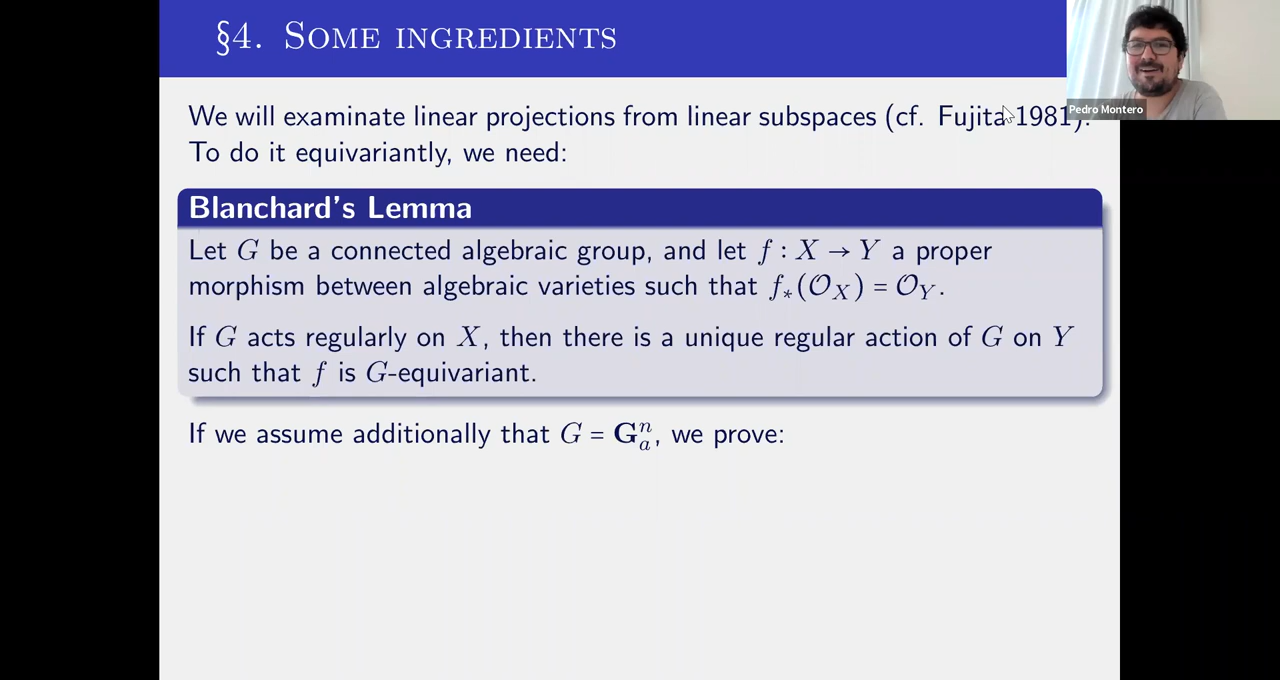 §4. Some ingredients
Pedro Montero
We will examinate linear projections from linear subspaces (cf. Fujita 1981).
To do it equivariantly, we need:
Blanchard's Lemma
Let G be a connected algebraic group, and let f : X → Y a proper
morphism between algebraic varieties such that f_*(𝒪_X) = 𝒪_Y.
If G acts regularly on X, then there is a unique regular action of G on Y
such that f is G-equivariant.
If we assume additionally that G = 𝐆_a^n, we prove: